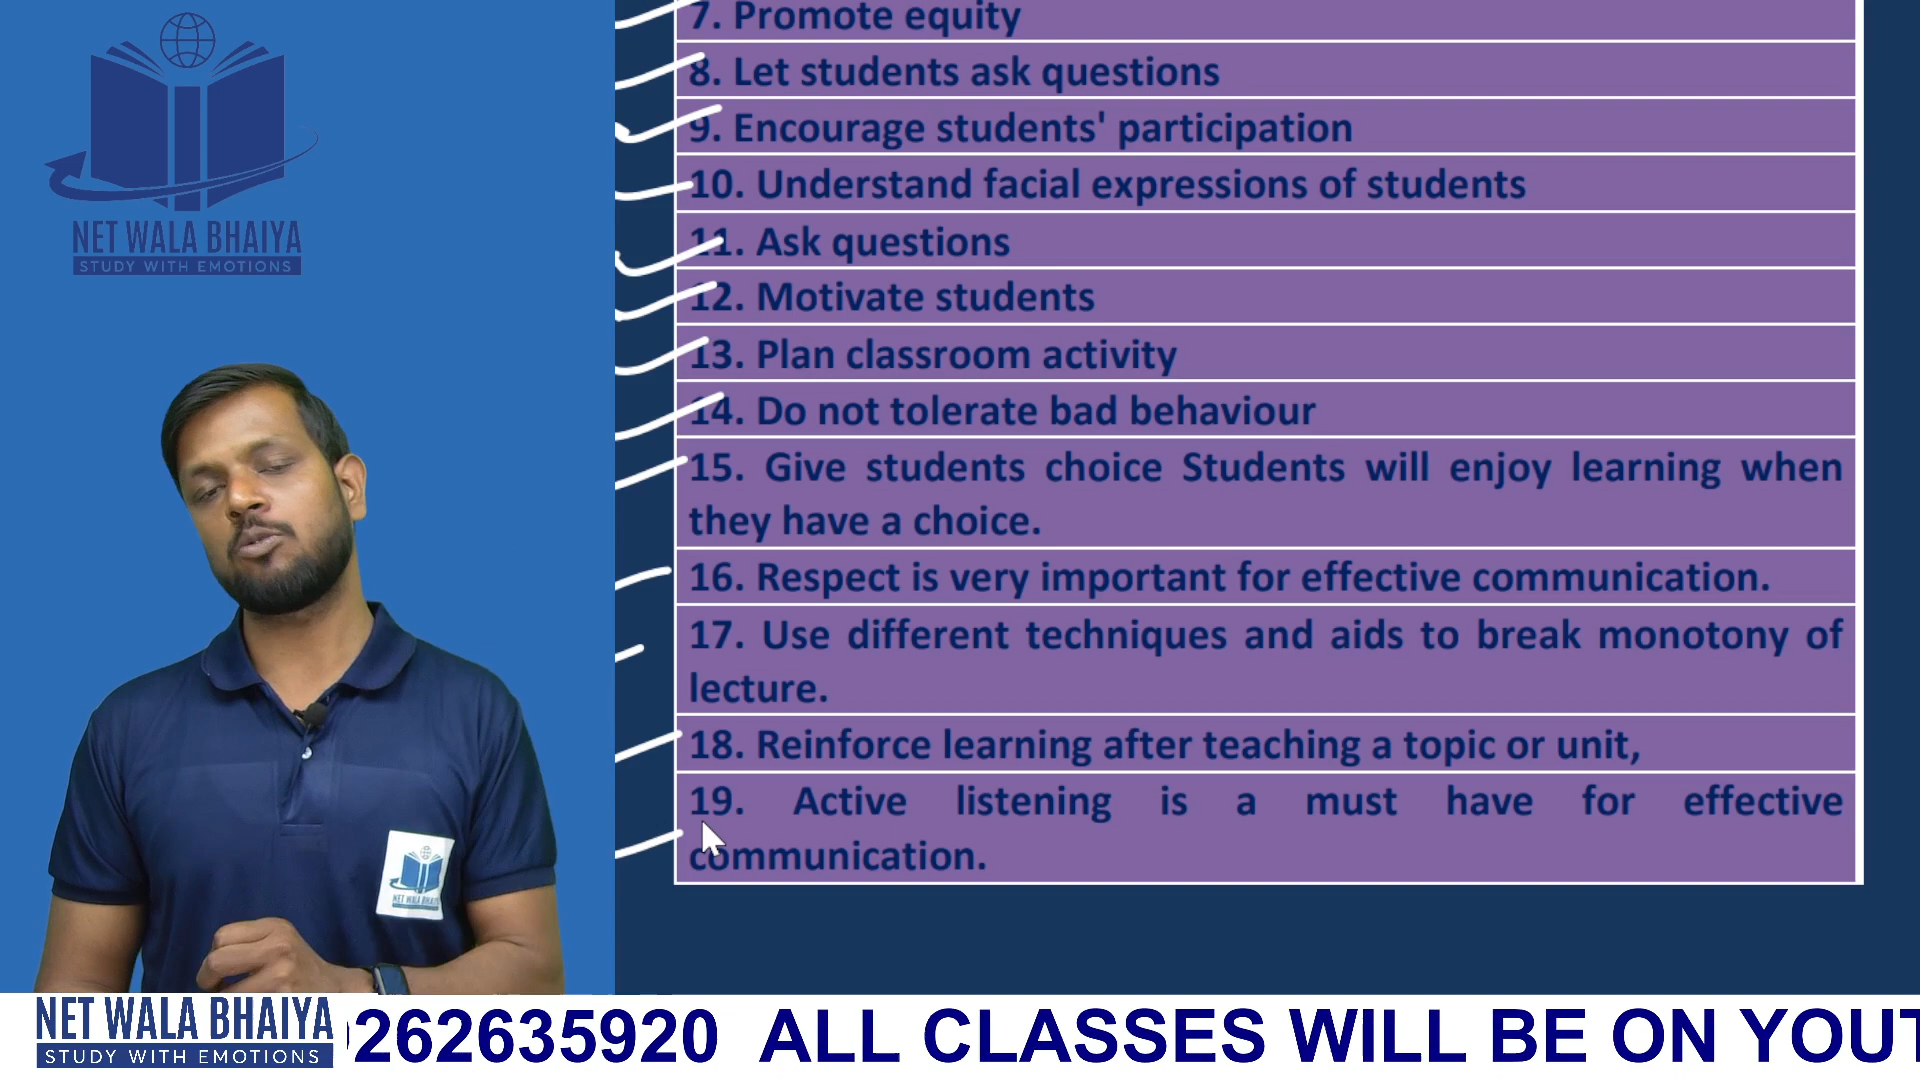 NET WALA BHAIYA
STUDY WITH EMOTIONS
7. Promote equity
8. Let students ask questions
9. Encourage students' participation
10. Understand facial expressions of students
11. Ask questions
12. Motivate students
13. Plan classroom activity
14. Do not tolerate bad behaviour
15. Give students choice Students will enjoy learning when
they have a choice.
16. Respect is very important for effective communication.
17. Use different techniques and aids to break monotony of
lecture.
18. Reinforce learning after teaching a topic or unit,
19. Active listening is a must have for effective
communication.
NET WALA BHAIYA
NET WALA BHAIYA
STUDY WITH EMOTIONS
262635920 ALL CLASSES WILL BE ON YOUT